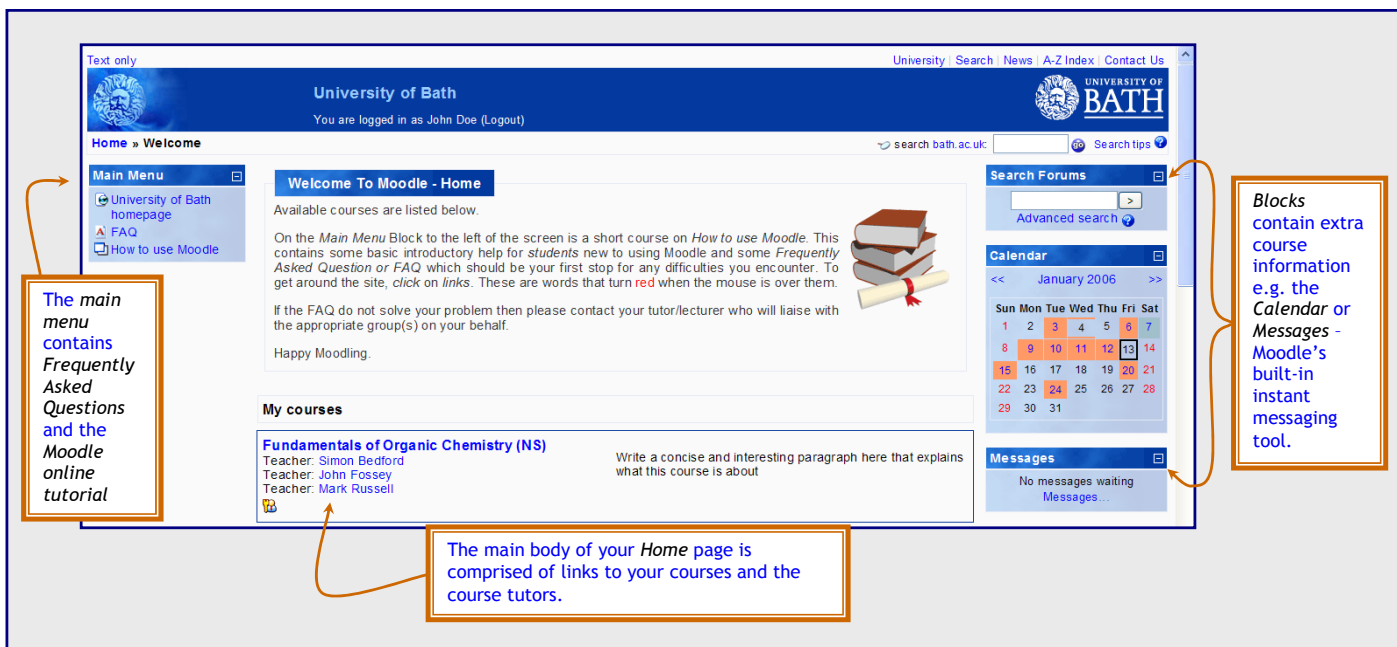 Text only
University | Search | News | A-Z Index | Contact Us
University of Bath
You are logged in as John Doe (Logout)
UNIVERSITY OF
BATH
Home » Welcome
search bath.ac.uk:
go
Search tips ?
Main Menu
University of Bath
homepage
FAQ
How to use Moodle
The main
menu
contains
Frequently
Asked
Questions
and the
Moodle
online
tutorial
Welcome To Moodle - Home
Available courses are listed below.
On the Main Menu Block to the left of the screen is a short course on How to use Moodle. This
contains some basic introductory help for students new to using Moodle and some Frequently
Asked Question or FAQ which should be your first stop for any difficulties you encounter. To
get around the site, click on links. These are words that turn red when the mouse is over them.
If the FAQ do not solve your problem then please contact your tutor/lecturer who will liaise with
the appropriate group(s) on your behalf.
Happy Moodling.
My courses
Fundamentals of Organic Chemistry (NS)
Teacher: Simon Bedford
Teacher: John Fossey
Teacher: Mark Russell
Write a concise and interesting paragraph here that explains
what this course is about
The main body of your Home page is
comprised of links to your courses and the
course tutors.
Search Forums
>
Advanced search ?
Calendar
<< January 2006 >>
Sun Mon Tue Wed Thu Fri Sat
1 2 3 4 5 6 7
8 9 10 11 12 13 14
15 16 17 18 19 20 21
22 23 24 25 26 27 28
29 30 31
Messages
No messages waiting
Messages...
Blocks
contain extra
course
information
e.g. the
Calendar or
Messages –
Moodle's
built-in
instant
messaging
tool.